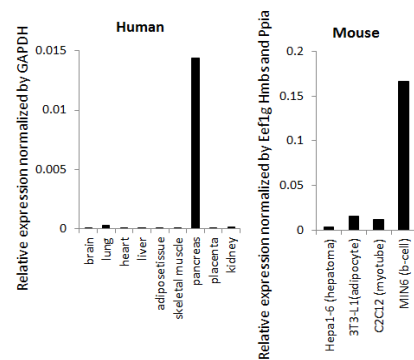 Human
Relative expression normalized by GAPDH
0.015
0.01
0.005
0
brain
lung
heart
liver
adiposetissue
skeletal muscle
pancreas
placenta
kidney
Mouse
Relative expression normalized by Eef1g Hmbs and Ppia
0.2
0.15
0.1
0.05
0
Hepa1-6 (hepatoma)
3T3-L1(adipocyte)
C2C12 (myotube)
MIN6 (b-cell)